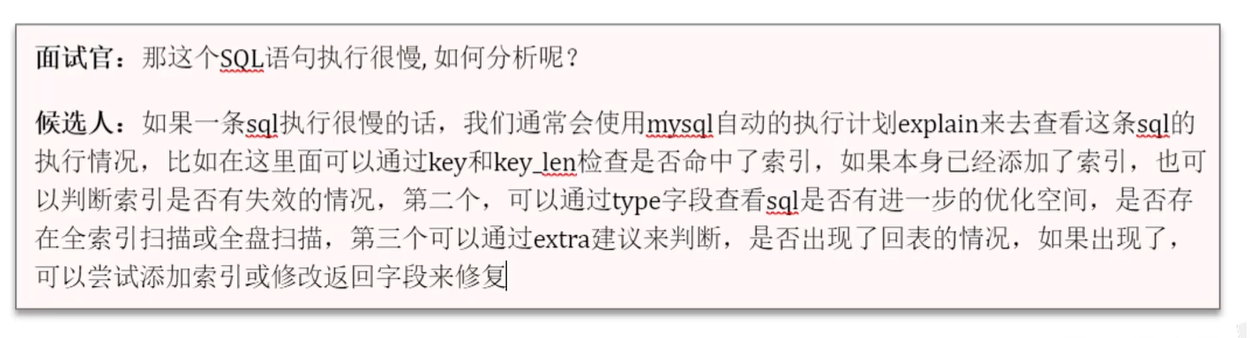 面试官：那这个SQL语句执行很慢, 如何分析呢？
候选人：如果一条sql执行很慢的话，我们通常会使用mysql自动的执行计划explain来去查看这条sql的
执行情况，比如在这里面可以通过key和key_len检查是否命中了索引，如果本身已经添加了索引，也可
以判断索引是否有失效的情况，第二个，可以通过type字段查看sql是否有进一步的优化空间，是否存
在全索引扫描或全盘扫描，第三个可以通过extra建议来判断，是否出现了回表的情况，如果出现了，
可以尝试添加索引或修改返回字段来修复